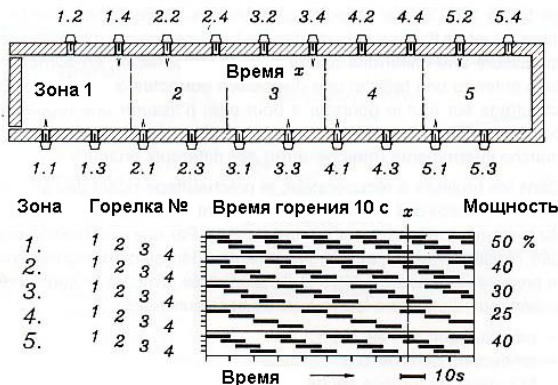 1.2 1.4 2.2 2.4 3.2 3.4 4.2 4.4 5.2 5.4
Время x
Зона 1 2 3 4 5
1.1 1.3 2.1 2.3 3.1 3.3 4.1 4.3 5.1 5.3
Зона Горелка № Время горения 10 с x Мощность
1. 1 2 3 4 50 %
2. 1 2 3 4 40
3. 1 2 3 4 30
4. 1 2 3 4 25
5. 1 2 3 4 40
Время 10s